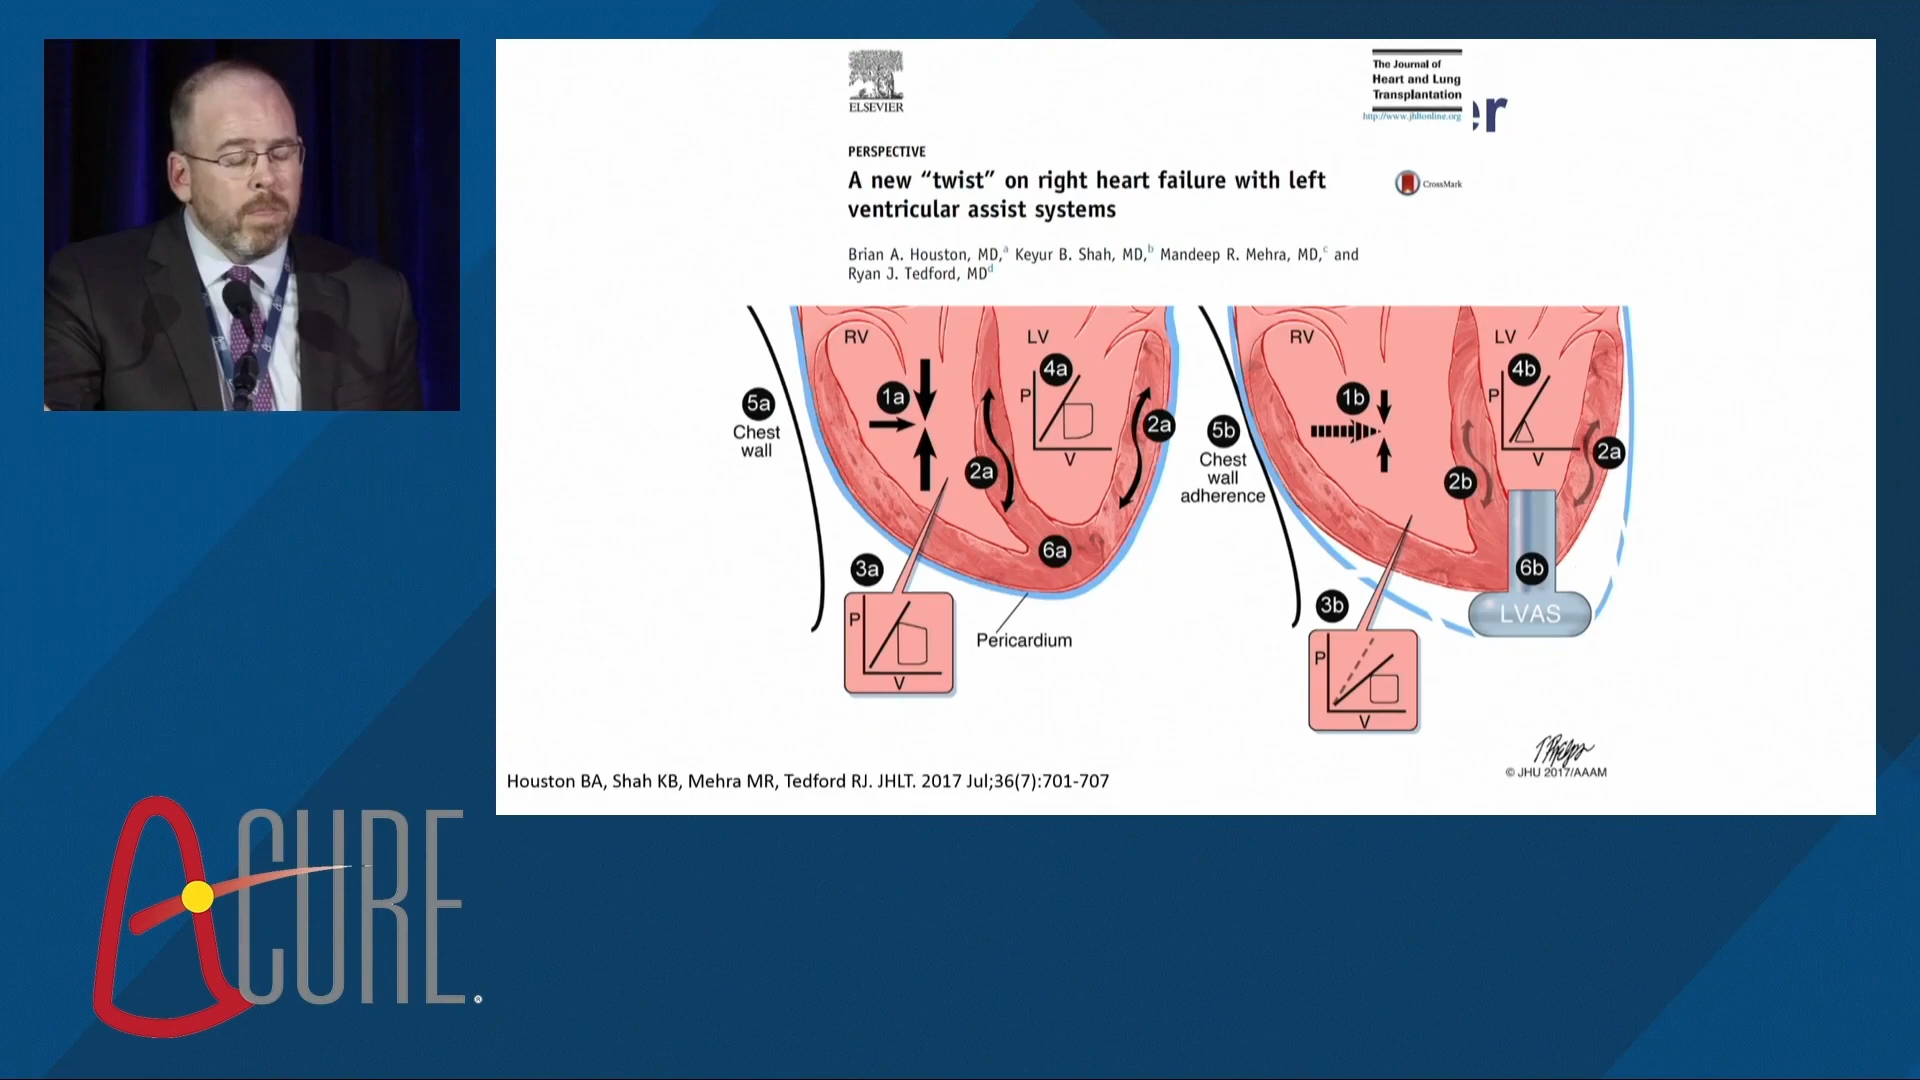 ELSEVIER
The Journal of
Heart and Lung
Transplantation
http://www.jhltonline.org
er
PERSPECTIVE
A new “twist” on right heart failure with left
ventricular assist systems
CrossMark
Brian A. Houston, MD,a Keyur B. Shah, MD,b Mandeep R. Mehra, MD,c and
Ryan J. Tedford, MDd
RV
LV
4a
P
V
1a
2a
2a
5a
Chest
wall
6a
3a
P
V
Pericardium
RV
LV
4b
P
V
1b
2b
2a
5b
Chest
wall
adherence
6b
LVAS
3b
P
V
© JHU 2017/AAAM
Houston BA, Shah KB, Mehra MR, Tedford RJ. JHLT. 2017 Jul;36(7):701-707
A CURE®